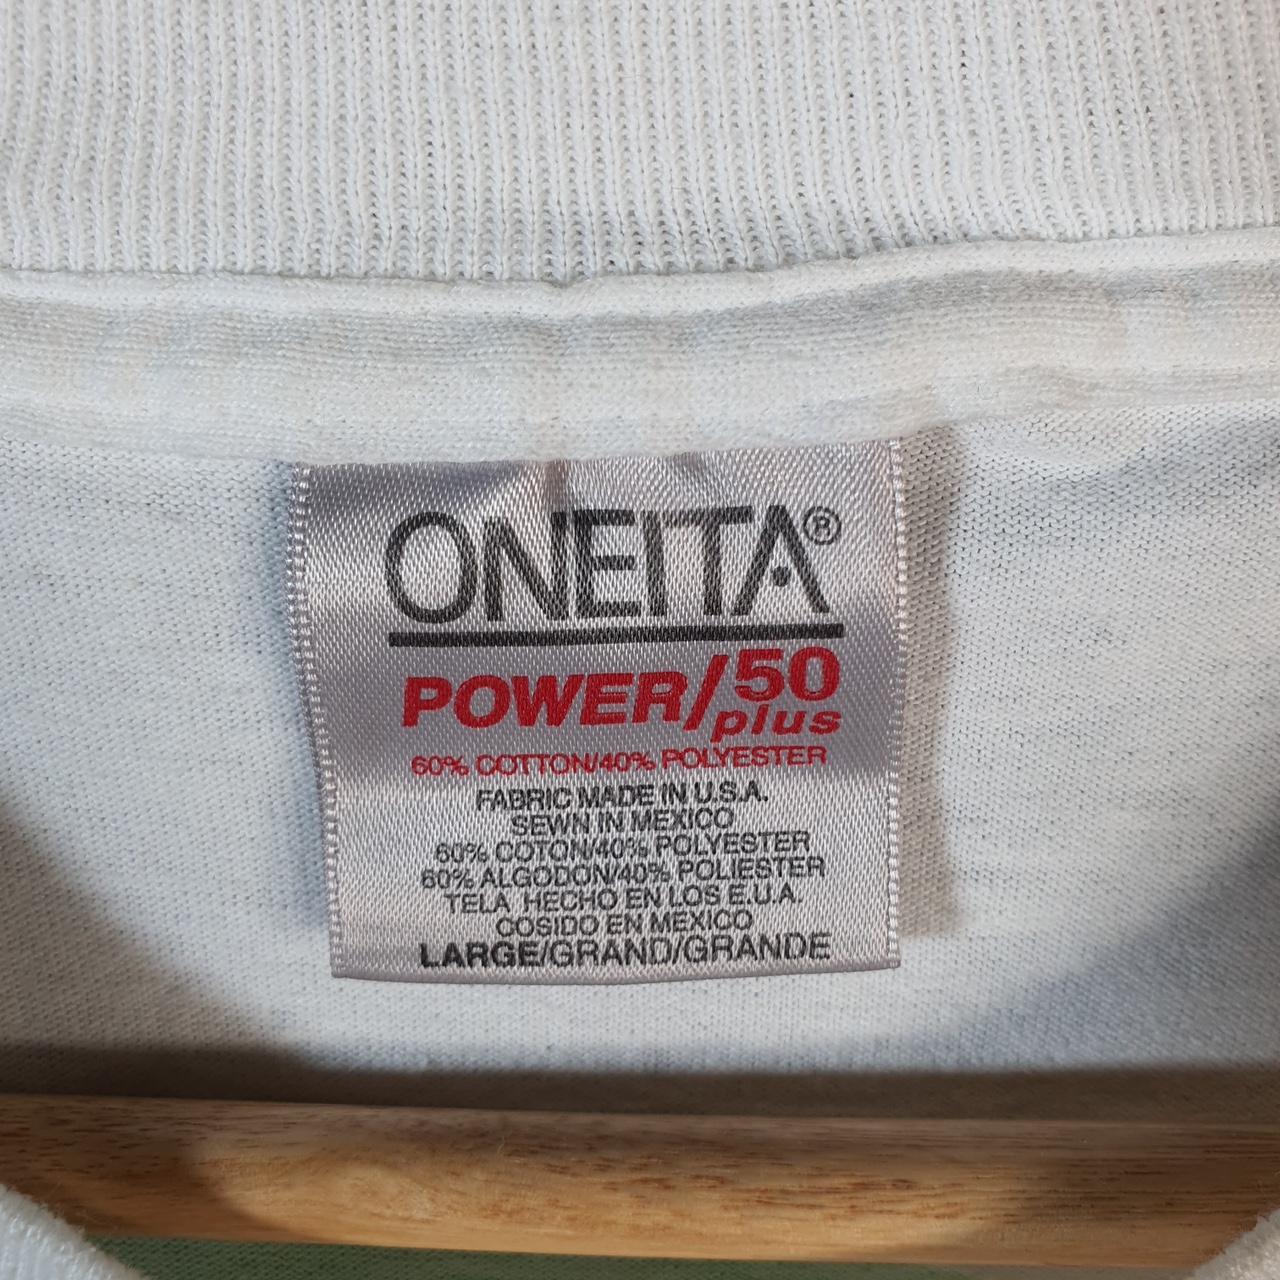 ONEITA®
POWER/50
plus
60% COTTON/40% POLYESTER
FABRIC MADE IN U.S.A.
SEWN IN MEXICO
60% COTON/40% POLYESTER
60% ALGODON/40% POLIESTER
TELA HECHO EN LOS E.U.A.
COSIDO EN MEXICO
LARGE/GRAND/GRANDE